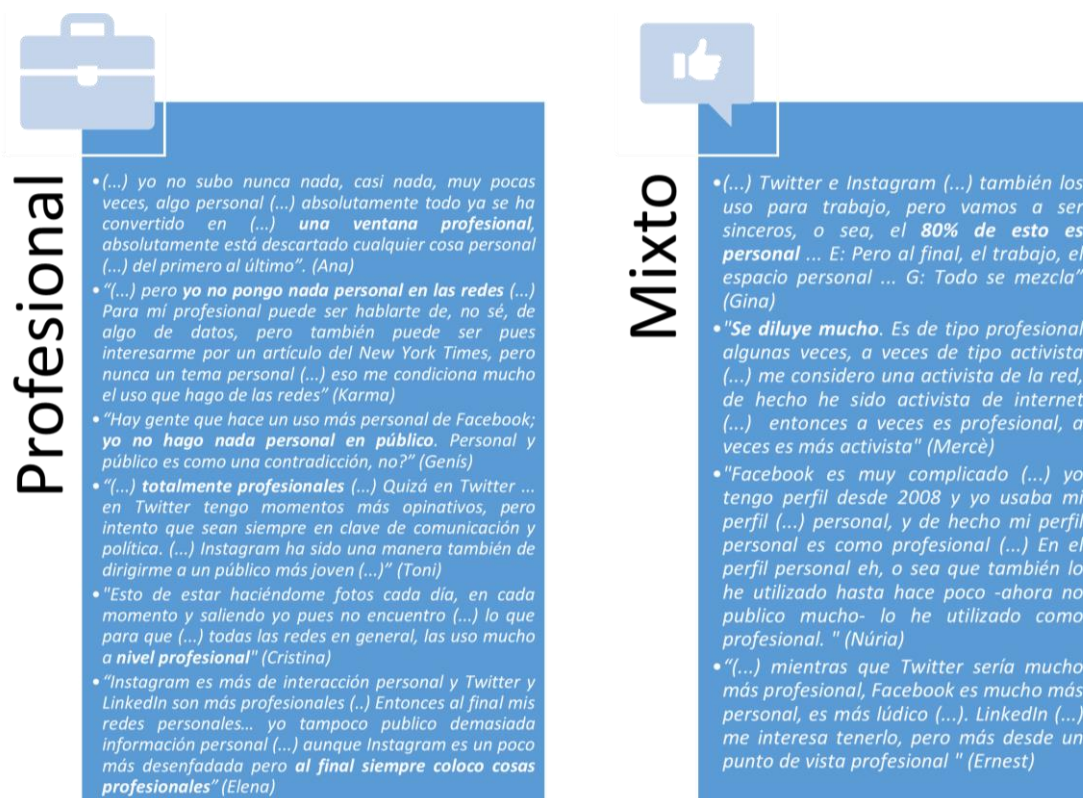 Profesional
•(...) yo no subo nunca nada, casi nada, muy pocas
veces, algo personal (...) absolutamente todo ya se ha
convertido en (...) una ventana profesional,
absolutamente está descartado cualquier cosa personal
(...) del primero al último”. (Ana)
•“(...) pero yo no pongo nada personal en las redes (...)
Para mí profesional puede ser hablarte de, no sé, de
algo de datos, pero también puede ser pues
interesarme por un artículo del New York Times, pero
nunca un tema personal (...) eso me condiciona mucho
el uso que hago de las redes” (Karma)
•“Hay gente que hace un uso más personal de Facebook;
yo no hago nada personal en público. Personal y
público es como una contradicción, no?” (Genís)
•“(...) totalmente profesionales (...) Quizá en Twitter ...
en Twitter tengo momentos más opinativos, pero
intento que sean siempre en clave de comunicación y
política. (...) Instagram ha sido una manera también de
dirigirme a un público más joven (...)” (Toni)
•"Esto de estar haciéndome fotos cada día, en cada
momento y saliendo yo pues no encuentro (...) lo que
para que (...) todas las redes en general, las uso mucho
a nivel profesional" (Cristina)
•“Instagram es más de interacción personal y Twitter y
LinkedIn son más profesionales (..) Entonces al final mis
redes personales… yo tampoco publico demasiada
información personal (...) aunque Instagram es un poco
más desenfadada pero al final siempre coloco cosas
profesionales” (Elena)
Mixto
•(...) Twitter e Instagram (...) también los
uso para trabajo, pero vamos a ser
sinceros, o sea, el 80% de esto es
personal ... E: Pero al final, el trabajo, el
espacio personal ... G: Todo se mezcla”
(Gina)
•"Se diluye mucho. Es de tipo profesional
algunas veces, a veces de tipo activista
(...) me considero una activista de la red,
de hecho he sido activista de internet
(...) entonces a veces es profesional, a
veces es más activista" (Mercè)
•"Facebook es muy complicado (...) yo
tengo perfil desde 2008 y yo usaba mi
perfil (...) personal, y de hecho mi perfil
personal es como profesional (...) En el
perfil personal eh, o sea que también lo
he utilizado hasta hace poco -ahora no
publico mucho- lo he utilizado como
profesional. " (Núria)
•“(...) mientras que Twitter sería mucho
más profesional, Facebook es mucho más
personal, es más lúdico (...). LinkedIn (...)
me interesa tenerlo, pero más desde un
punto de vista profesional " (Ernest)